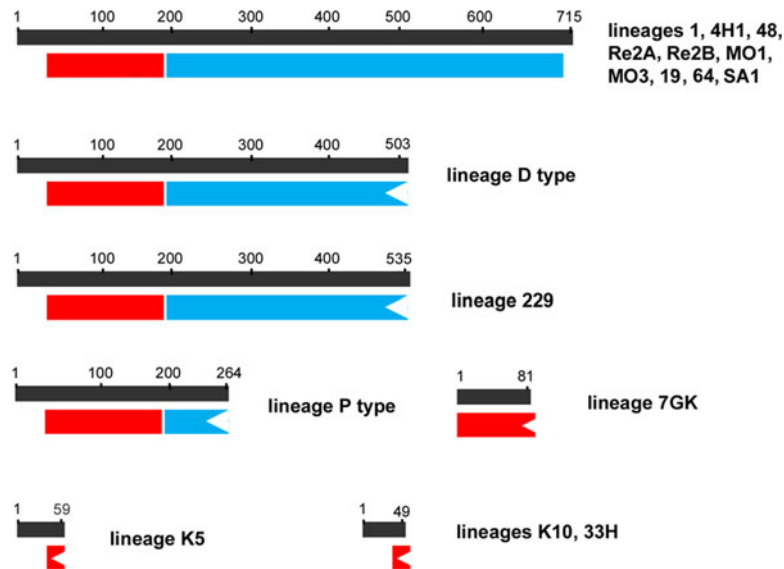 1 100 200 300 400 500 600 715
lineages 1, 4H1, 48,
Re2A, Re2B, MO1,
MO3, 19, 64, SA1
1 100 200 300 400 503
lineage D type
1 100 200 300 400 535
lineage 229
1 100 200 264
lineage P type
1 81
lineage 7GK
1 59
lineage K5
1 49
lineages K10, 33H